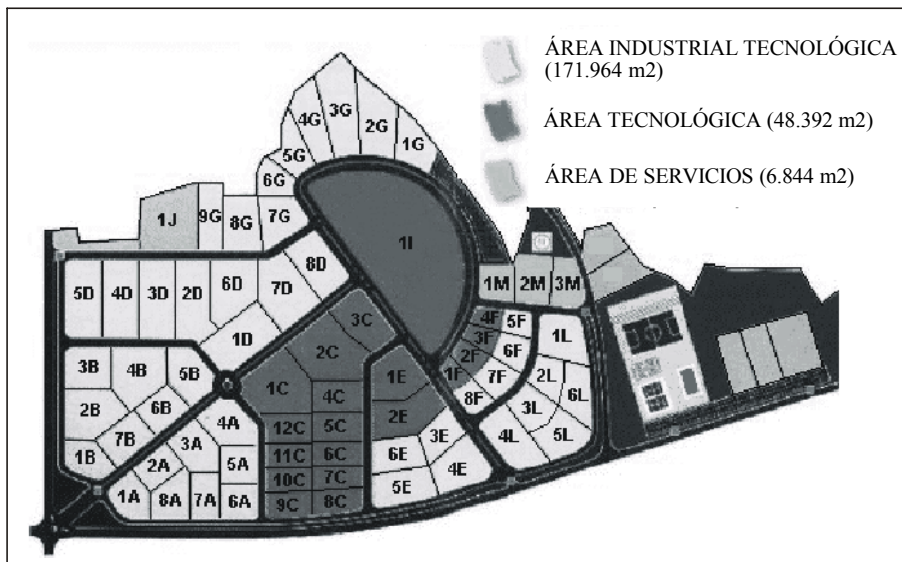 ÁREA INDUSTRIAL TECNOLÓGICA
(171.964 m2)
ÁREA TECNOLÓGICA (48.392 m2)
ÁREA DE SERVICIOS (6.844 m2)
3G
4G
2G
1G
5G
6G
1J
9G
8G
7G
1I
8D
5D
4D
3D
2D
6D
7D
1M
2M
3M
3C
4F
5F
1L
1D
2C
3F
6F
3B
4B
5B
1C
1E
2F
1F
7F
2L
6L
2B
6B
4A
4C
2E
8F
3L
7B
3A
12C
5C
3E
4L
5L
1B
2A
5A
11C
6C
6E
4E
10C
7C
1A
8A
7A
6A
9C
8C
5E